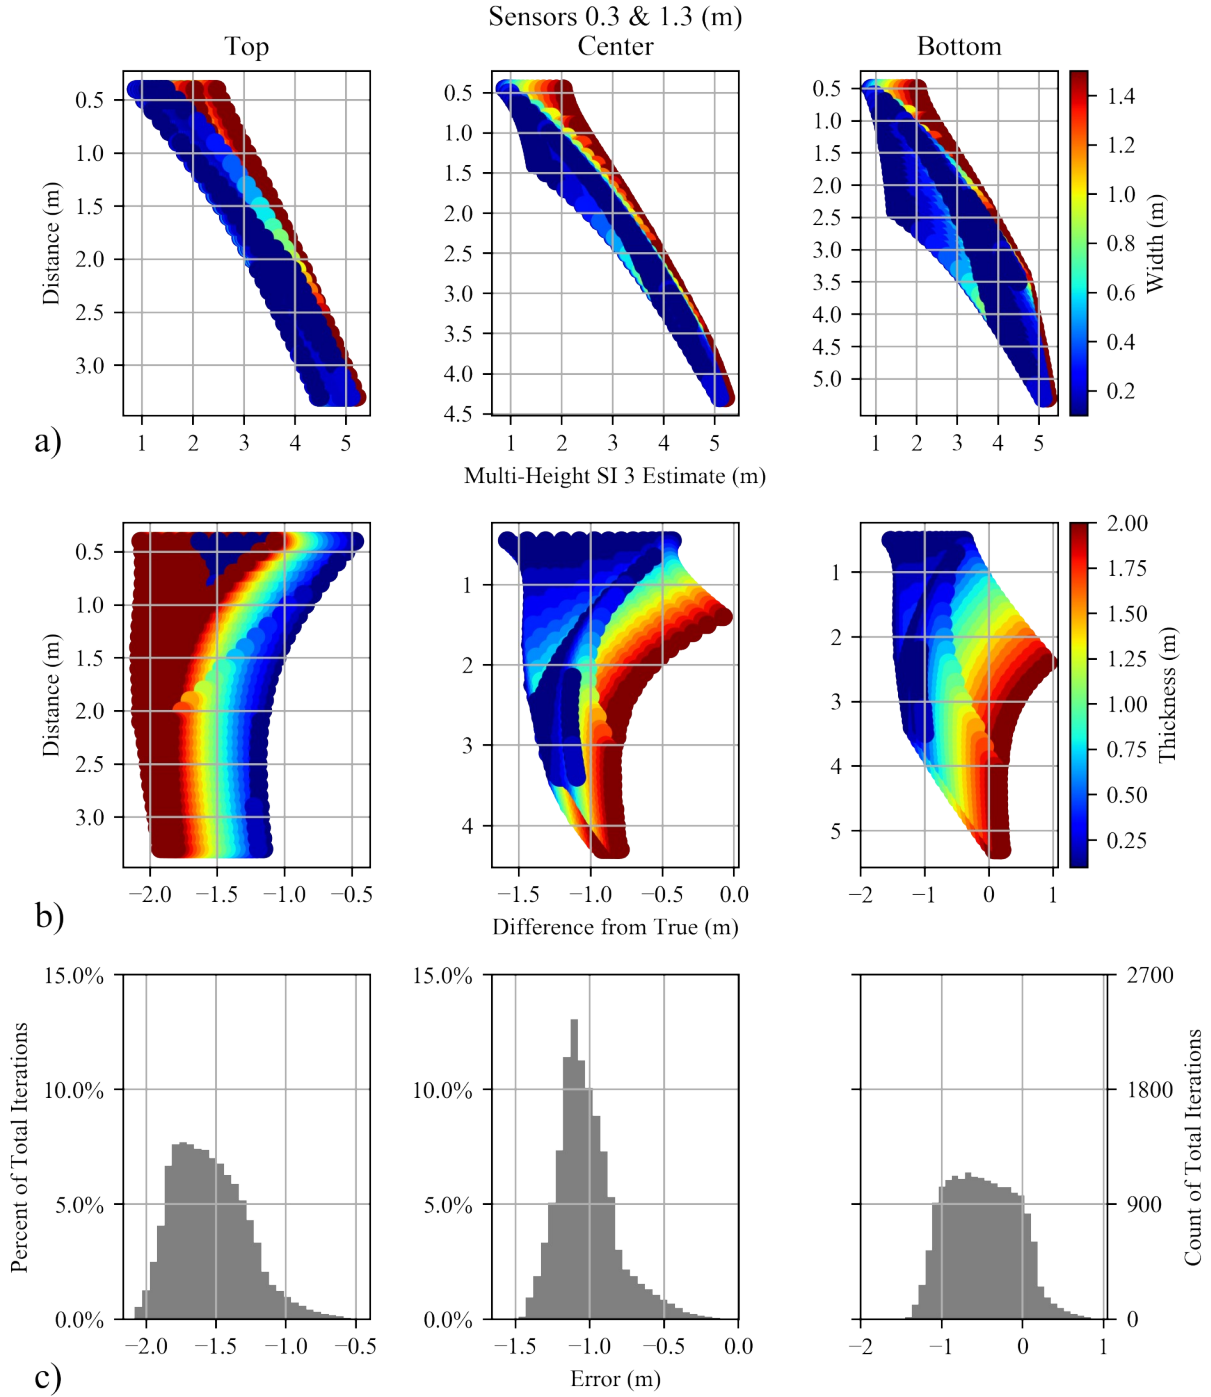 Sensors 0.3 & 1.3 (m)
Top Center Bottom
Distance (m)
0.5
1.0
1.5
2.0
2.5
3.0
1 2 3 4 5
0.5
1.0
1.5
2.0
2.5
3.0
3.5
4.0
4.5
1 2 3 4 5
0.5
1.0
1.5
2.0
2.5
3.0
3.5
4.0
4.5
5.0
1 2 3 4 5
1.4
1.2
1.0
0.8
0.6
0.4
0.2
Width (m)
a)
Multi-Height SI 3 Estimate (m)
Distance (m)
0.5
1.0
1.5
2.0
2.5
3.0
−2.0 −1.5 −1.0 −0.5
1
2
3
4
−1.5 −1.0 −0.5 0.0
1
2
3
4
5
−2 −1 0 1
2.00
1.75
1.50
1.25
1.00
0.75
0.50
0.25
Thickness (m)
b)
Difference from True (m)
Percent of Total Iterations
15.0%
10.0%
5.0%
0.0%
−2.0 −1.5 −1.0 −0.5
15.0%
10.0%
5.0%
0.0%
−1.5 −1.0 −0.5 0.0
2700
1800
900
0
−2 −1 0 1
Count of Total Iterations
c)
Error (m)